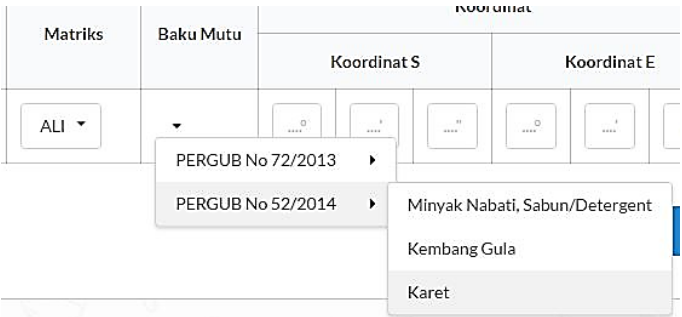 Koordinat
Matriks
Baku Mutu
Koordinat S
Koordinat E
ALI
....°
....'
...."
....°
....'
PERGUB No 72/2013
PERGUB No 52/2014
Minyak Nabati, Sabun/Detergent
Kembang Gula
Karet